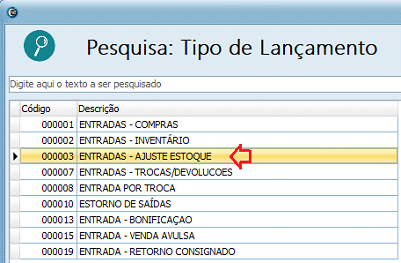 Pesquisa: Tipo de Lançamento
Digite aqui o texto a ser pesquisado
Código Descrição
000001 ENTRADAS - COMPRAS
000002 ENTRADAS - INVENTÁRIO
000003 ENTRADAS - AJUSTE ESTOQUE
000007 ENTRADAS - TROCAS/DEVOLUCOES
000008 ENTRADA POR TROCA
000010 ESTORNO DE SAÍDAS
000013 ENTRADA - BONIFICAÇAO
000015 ENTRADA - VENDA AVULSA
000019 ENTRADA - RETORNO CONSIGNADO